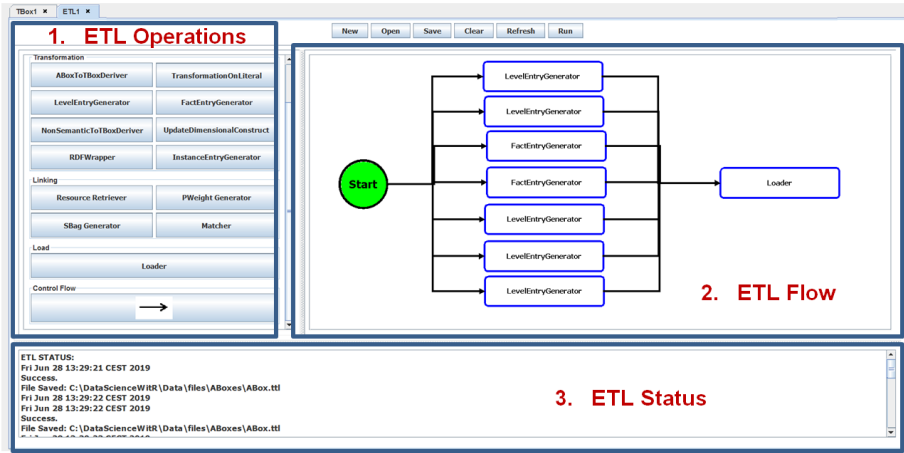 TBox1 ×
ETL1 ×
New
Open
Save
Clear
Refresh
Run
1. ETL Operations
Transformation
ABoxToTBoxDeriver
TransformationOnLiteral
LevelEntryGenerator
FactEntryGenerator
NonSemanticToTBoxDeriver
UpdateDimensionalConstruct
RDFWrapper
InstanceEntryGenerator
Linking
Resource Retriever
PWeight Generator
SBag Generator
Matcher
Load
Loader
Control Flow
Start
LevelEntryGenerator
LevelEntryGenerator
FactEntryGenerator
FactEntryGenerator
LevelEntryGenerator
LevelEntryGenerator
LevelEntryGenerator
Loader
2. ETL Flow
ETL STATUS:
Fri Jun 28 13:29:21 CEST 2019
Success.
File Saved: C:\DataScienceWitR\Data\files\ABoxes\ABox.ttl
Fri Jun 28 13:29:22 CEST 2019
Fri Jun 28 13:29:22 CEST 2019
Success.
File Saved: C:\DataScienceWitR\Data\files\ABoxes\ABox.ttl
3. ETL Status